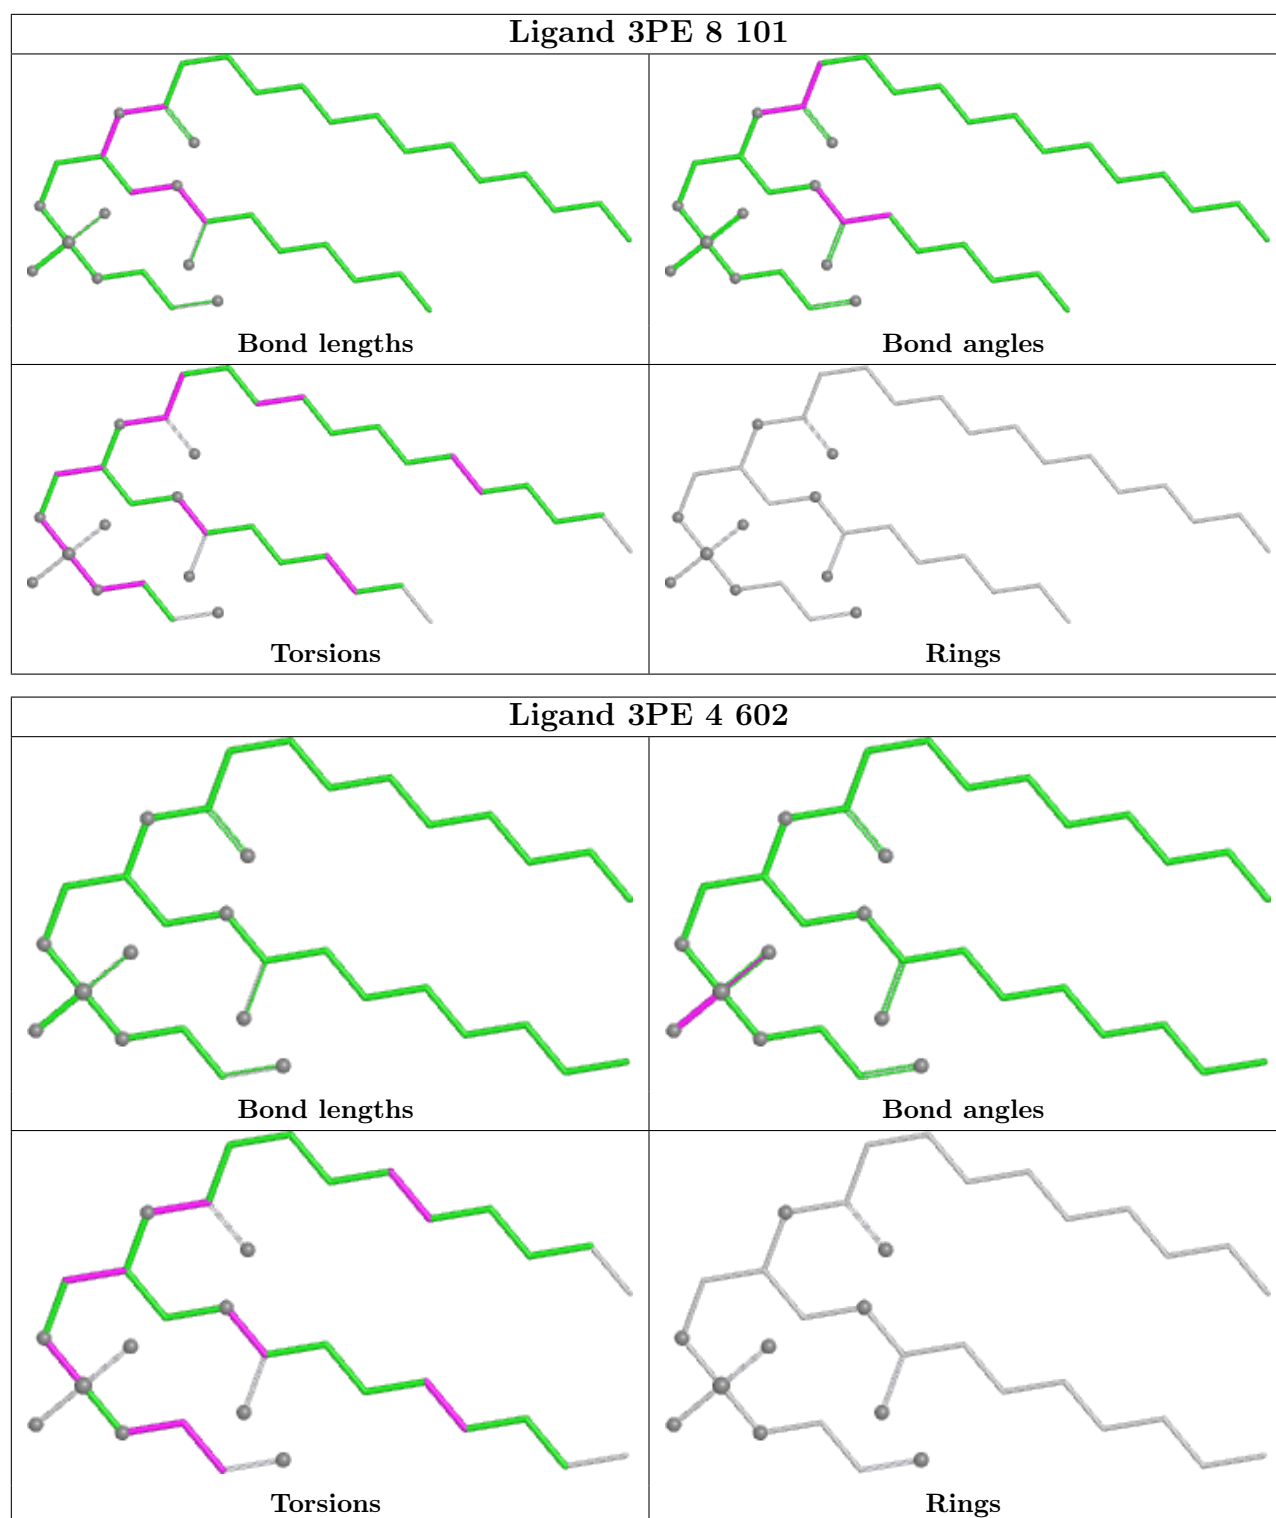 Ligand 3PE 8 101
Bond lengths
Bond angles
Torsions
Rings
Ligand 3PE 4 602
Bond lengths
Bond angles
Torsions
Rings